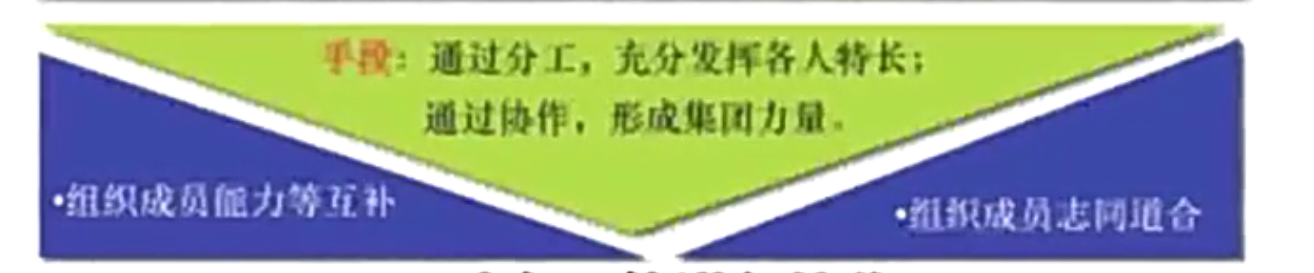 手段：通过分工，充分发挥各人特长；
通过协作，形成集团力量。
•组织成员能力等互补
•组织成员志同道合